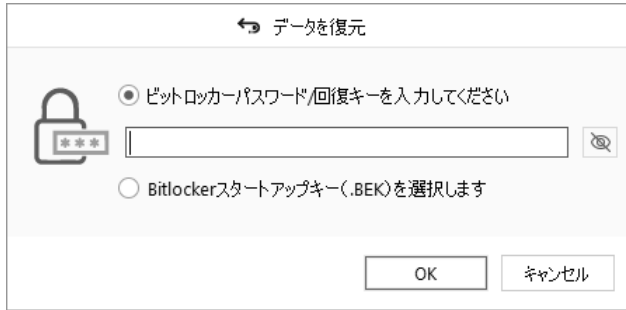 データを復元
ビットロッカーパスワード/回復キーを入力してください
***
Bitlockerスタートアップキー(.BEK)を選択します
OK
キャンセル